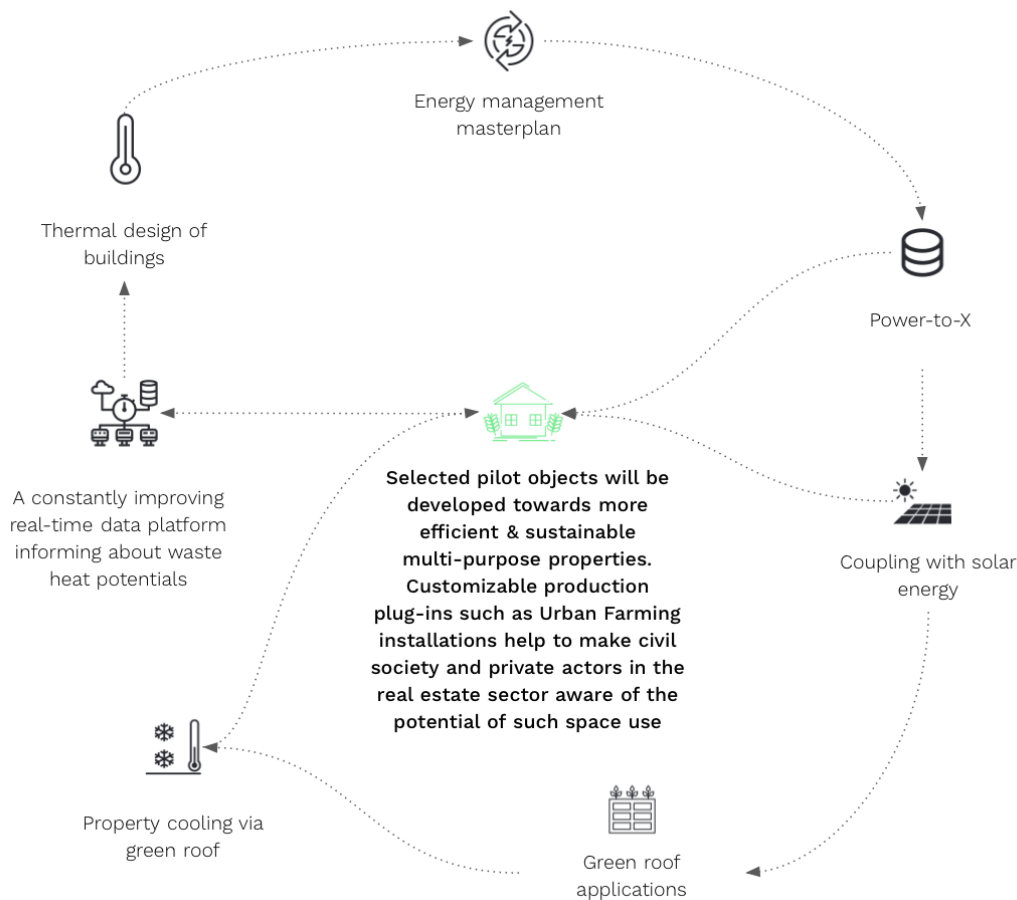 Energy management
masterplan
Thermal design of
buildings
Power-to-X
A constantly improving
real-time data platform
informing about waste
heat potentials
Selected pilot objects will be
developed towards more
efficient & sustainable
multi-purpose properties.
Customizable production
plug-ins such as Urban Farming
installations help to make civil
society and private actors in the
real estate sector aware of the
potential of such space use
Coupling with solar
energy
Property cooling via
green roof
Green roof
applications